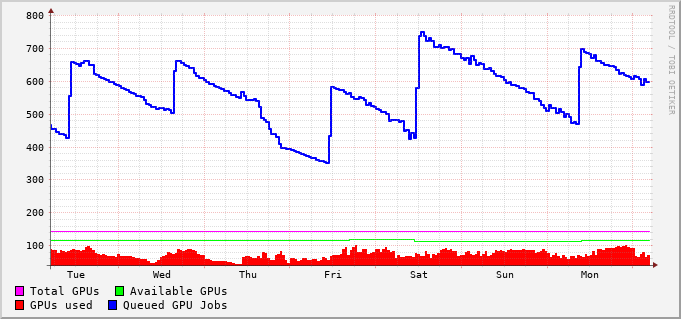 800
700
600
500
400
300
200
100
Tue Wed Thu Fri Sat Sun Mon
Total GPUs Available GPUs
GPUs used Queued GPU Jobs
RRDTOOL / TOBI OETIKER